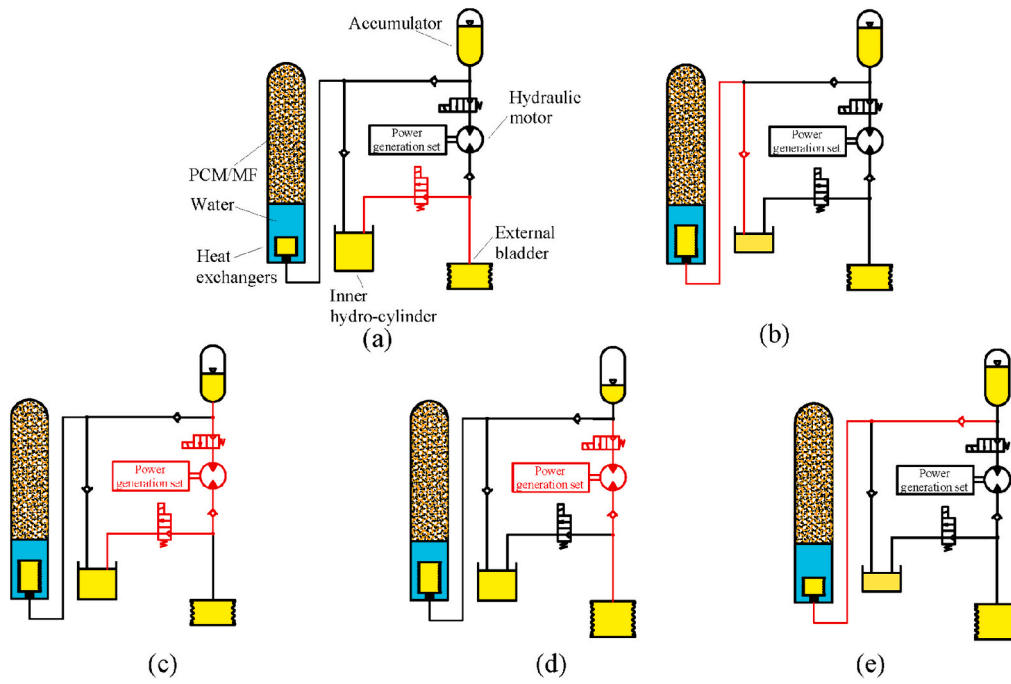 Accumulator
Hydraulic
motor
Power
generation set
PCM/MF
Water
Heat
exchangers
External
bladder
Inner
hydro-cylinder
(a)
Power
generation set
(b)
Power
generation set
(c)
Power
generation set
(d)
Power
generation set
(e)